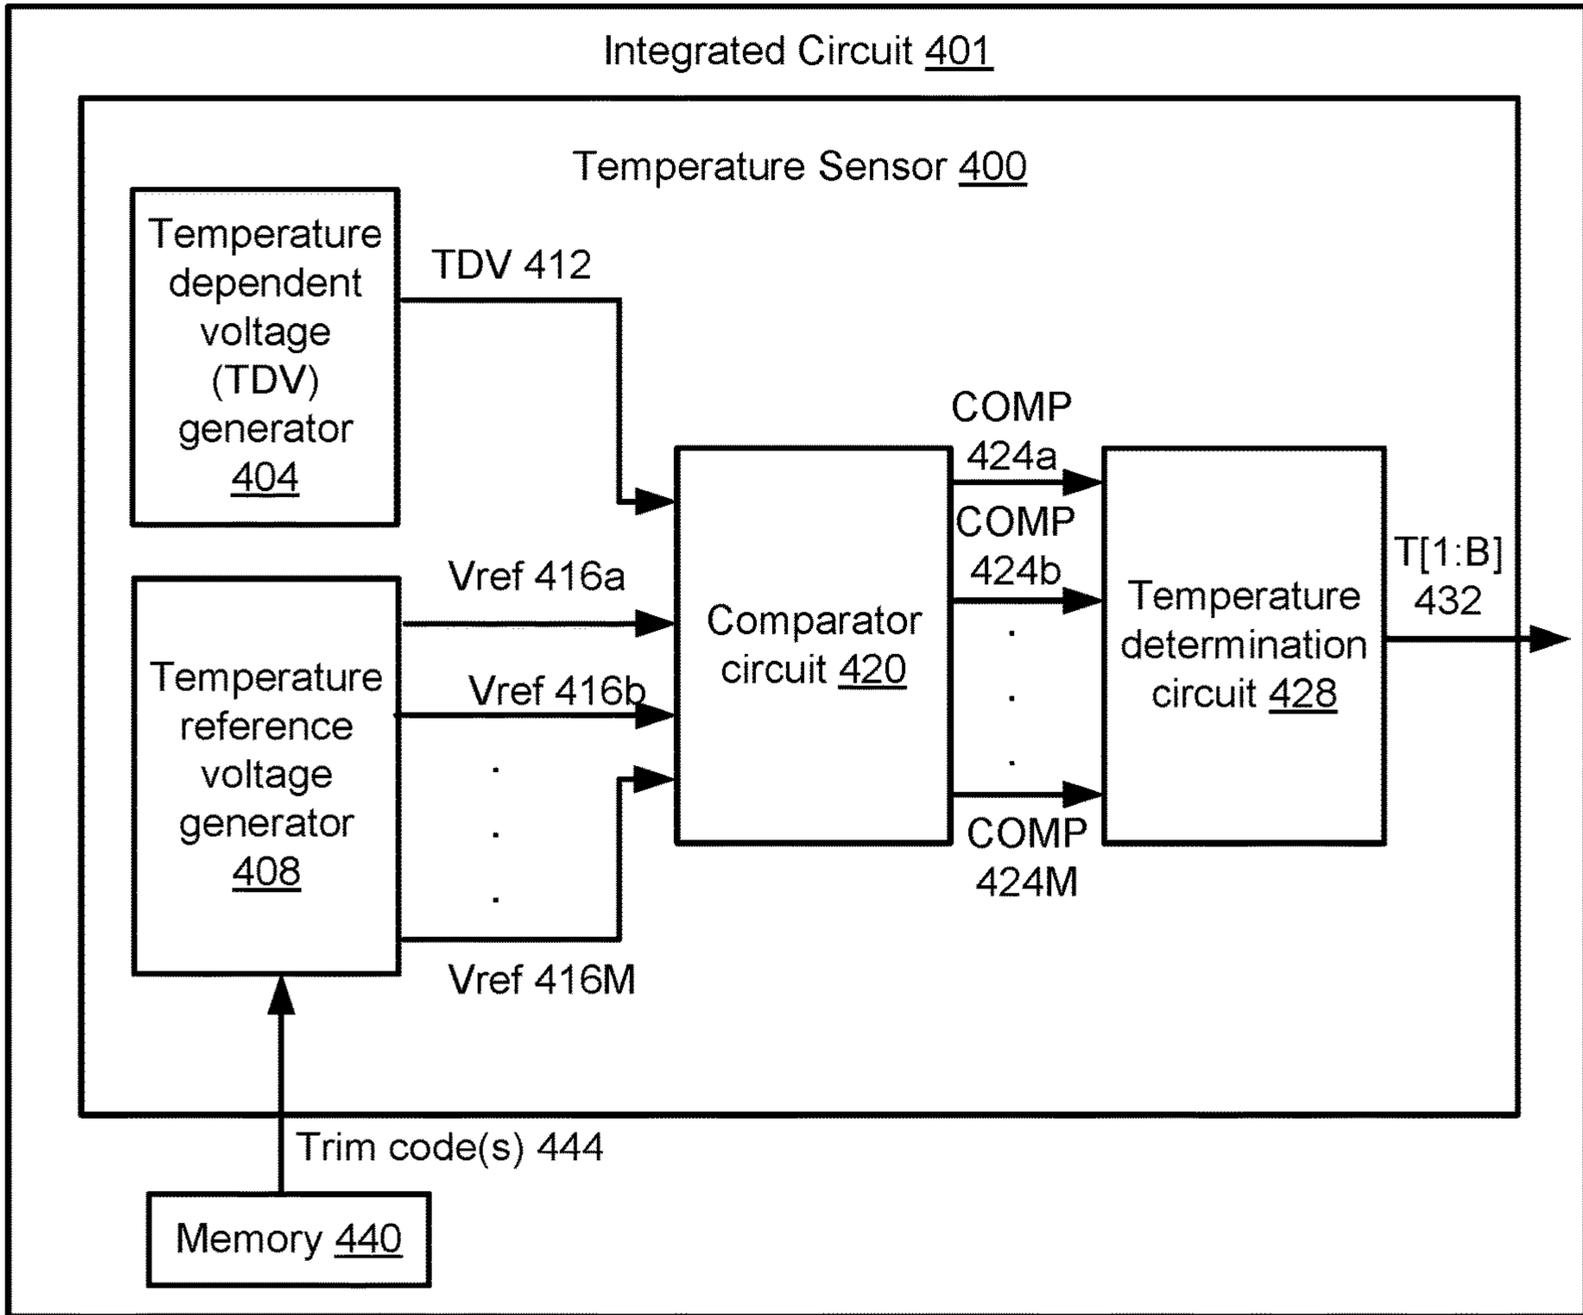 Integrated Circuit 401
Temperature Sensor 400
Temperature
dependent
voltage
(TDV)
generator
404
TDV 412
Temperature
reference
voltage
generator
408
Vref 416a
Vref 416b
Vref 416M
Comparator
circuit 420
COMP
424a
COMP
424b
COMP
424M
Temperature
determination
circuit 428
T[1:B]
432
Trim code(s) 444
Memory 440